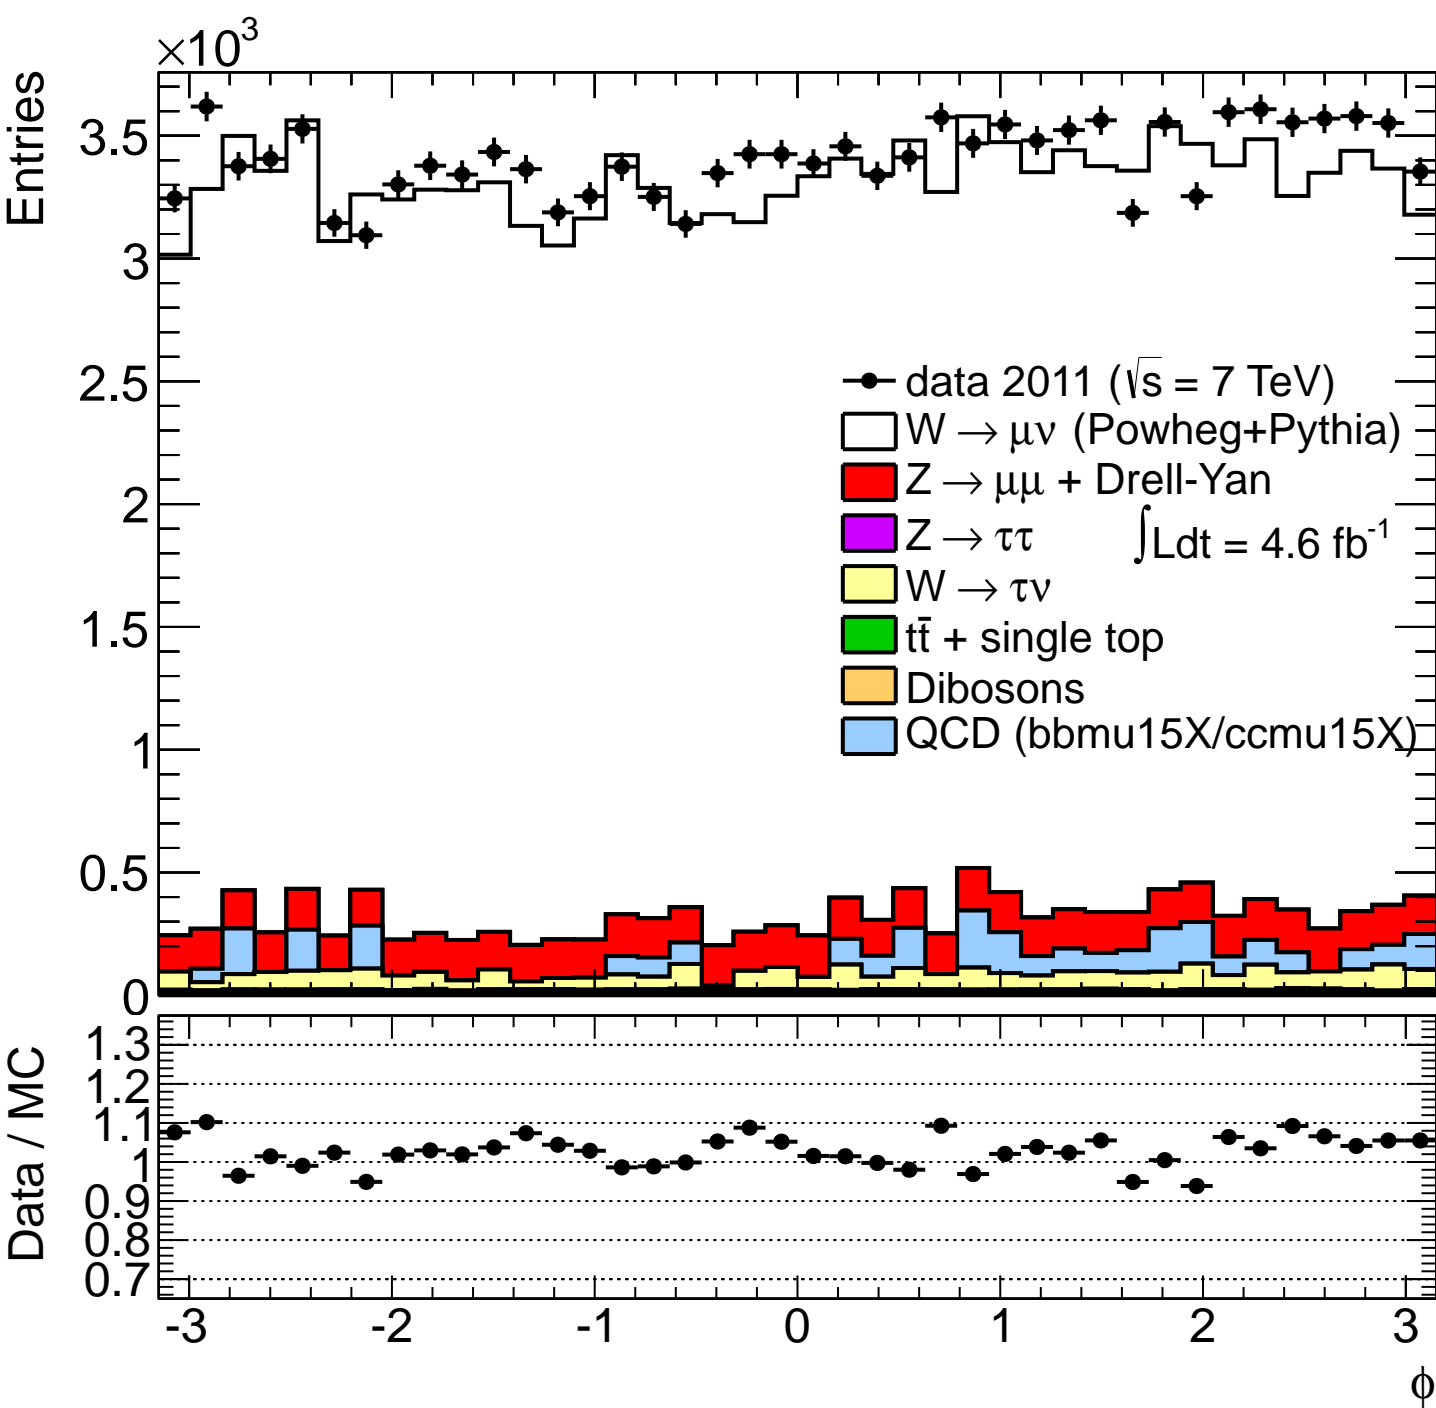 ×10³
Entries
3.5
3
2.5
2
1.5
1
0.5
0
data 2011 (√s = 7 TeV)
W → μν (Powheg+Pythia)
Z → μμ + Drell-Yan
Z → ττ
∫Ldt = 4.6 fb⁻¹
W → τν
tt̄ + single top
Dibosons
QCD (bbmu15X/ccmu15X)
Data / MC
1.3
1.2
1.1
1
0.9
0.8
0.7
-3 -2 -1 0 1 2 3
ϕ